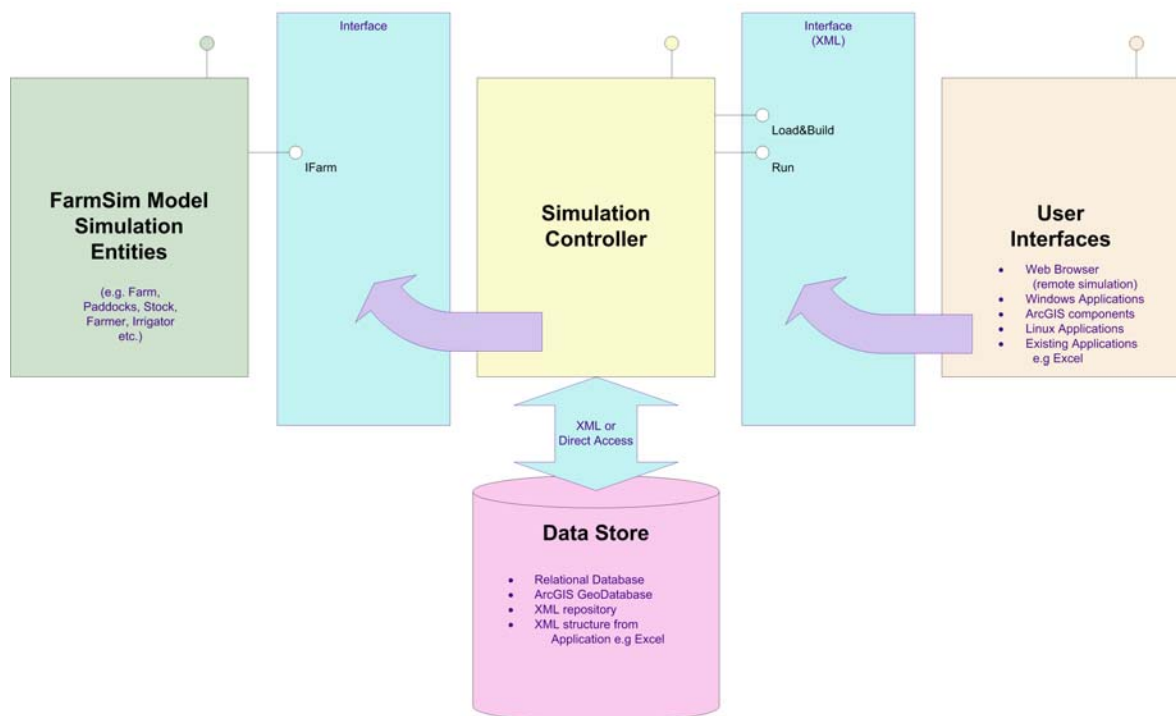 Interface
Interface
(XML)
Load&Build
IFarm
Run
FarmSim Model
Simulation
Entities
(e.g. Farm,
Paddocks, Stock,
Farmer, Irrigator
etc.)
Simulation
Controller
User
Interfaces
• Web Browser
(remote simulation)
• Windows Applications
• ArcGIS components
• Linux Applications
• Existing Applications
e.g Excel
XML or
Direct Access
Data Store
• Relational Database
• ArcGIS GeoDatabase
• XML repository
• XML structure from
Application e.g Excel